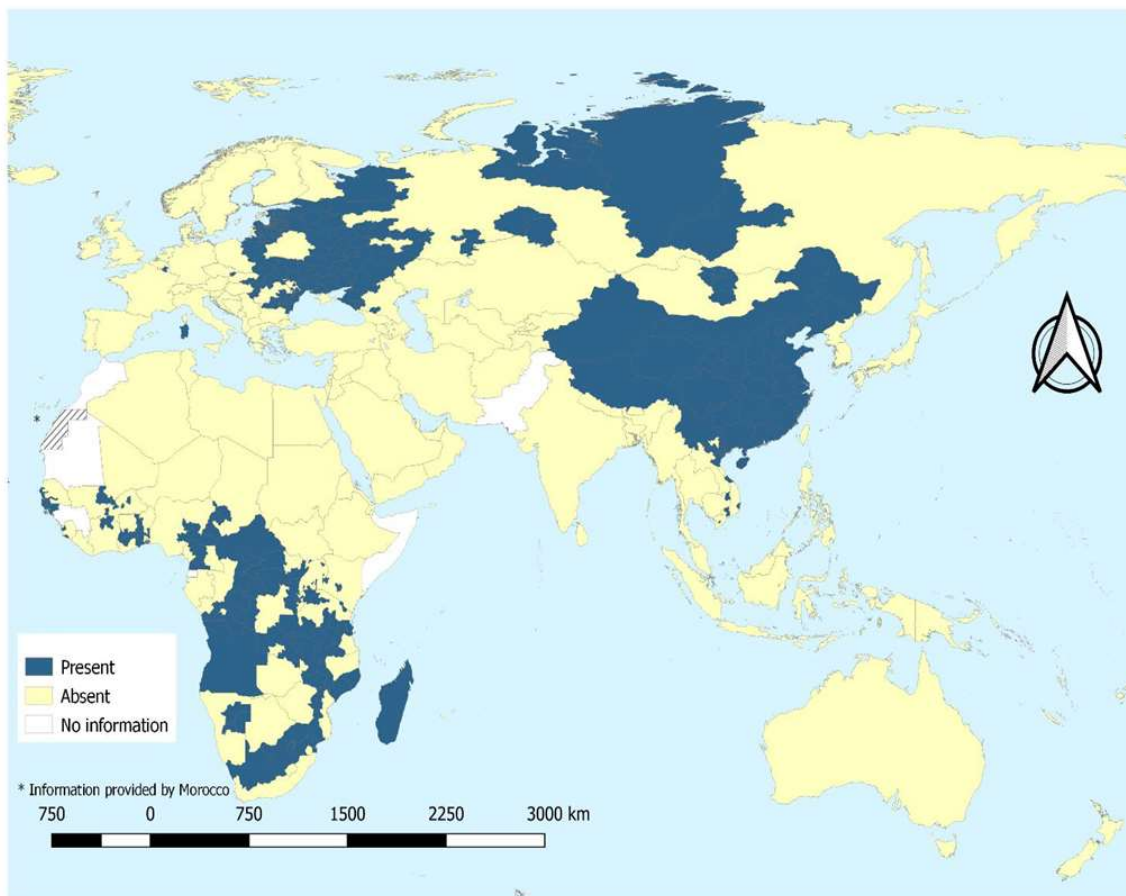 Present
Absent
No information
*
* Information provided by Morocco
750 0 750 1500 2250 3000 km